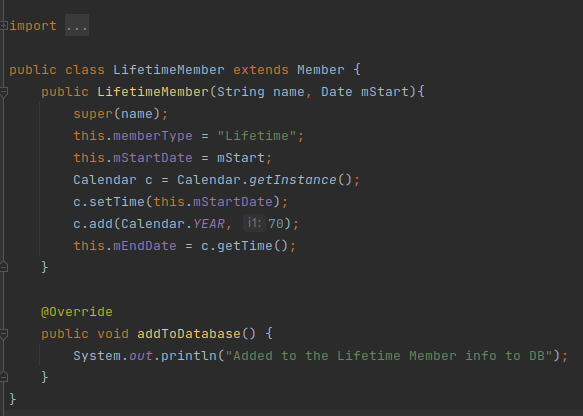 import ...
public class LifetimeMember extends Member {
public LifetimeMember(String name, Date mStart){
super(name);
this.memberType = "Lifetime";
this.mStartDate = mStart;
Calendar c = Calendar.getInstance();
c.setTime(this.mStartDate);
c.add(Calendar.YEAR, i1: 70);
this.mEndDate = c.getTime();
}
@Override
public void addToDatabase() {
System.out.println("Added to the Lifetime Member info to DB");
}
}